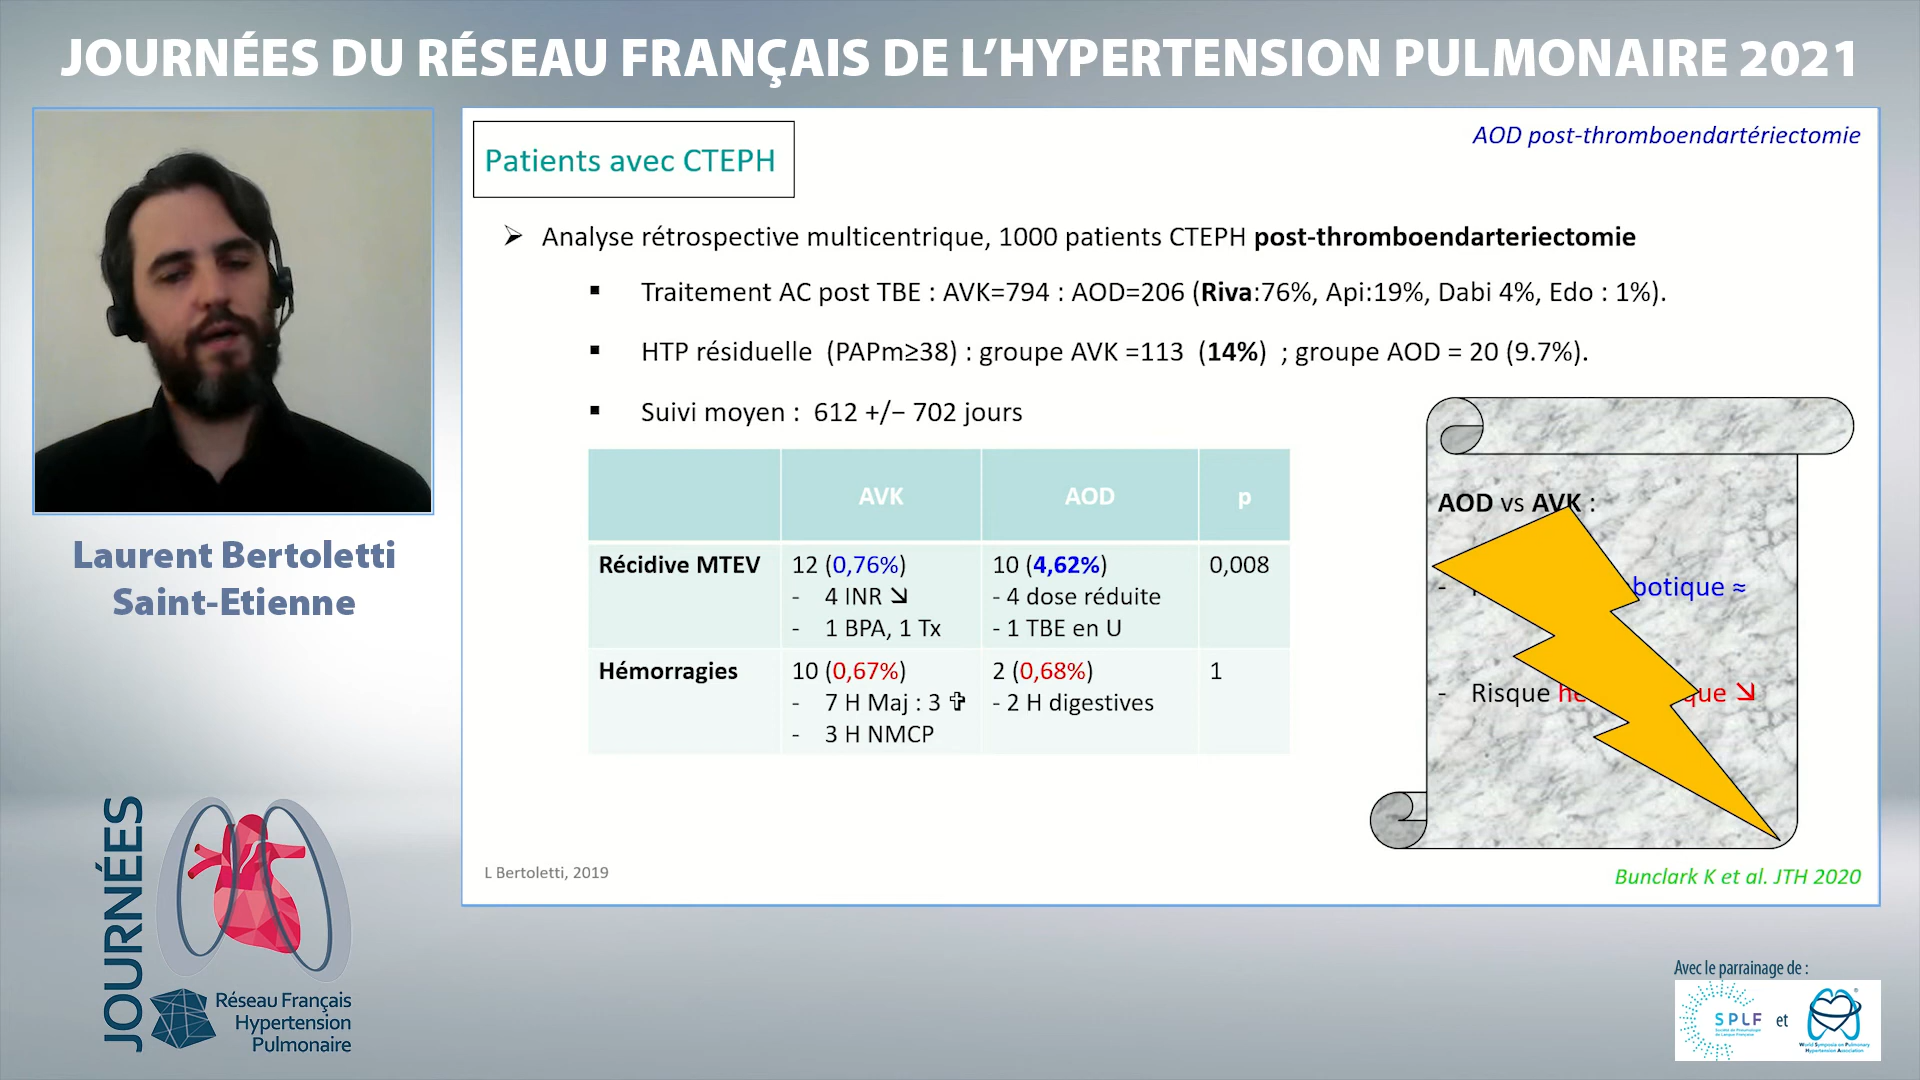 JOURNÉES DU RÉSEAU FRANÇAIS DE L'HYPERTENSION PULMONAIRE 2021
Laurent Bertoletti
Saint-Etienne
JOURNÉES
Réseau Français
Hypertension
Pulmonaire
Patients avec CTEPH
AOD post-thromboendartériectomie
➢ Analyse rétrospective multicentrique, 1000 patients CTEPH post-thromboendarteriectomie
▪ Traitement AC post TBE : AVK=794 : AOD=206 (Riva:76%, Api:19%, Dabi 4%, Edo : 1%).
▪ HTP résiduelle (PAPm≥38) : groupe AVK =113 (14%) ; groupe AOD = 20 (9.7%).
▪ Suivi moyen : 612 +/− 702 jours
AVK AOD p
Récidive MTEV 12 (0,76%) 10 (4,62%) 0,008
- 4 INR ↘ - 4 dose réduite
- 1 BPA, 1 Tx - 1 TBE en U
Hémorragies 10 (0,67%) 2 (0,68%) 1
- 7 H Maj : 3 ✞ - 2 H digestives
- 3 H NMCP
AOD vs AVK :
- botique ≈
- Risque que ↘
L Bertoletti, 2019
Bunclark K et al. JTH 2020
Avec le parrainage de :
SPLF et